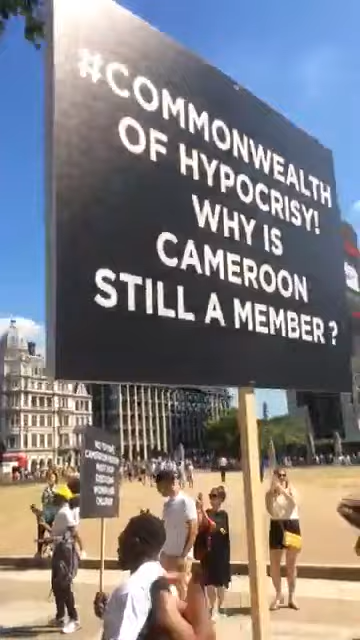 #COMMONWEALTH
OF HYPOCRISY!
WHY IS
CAMEROON
STILL A MEMBER?